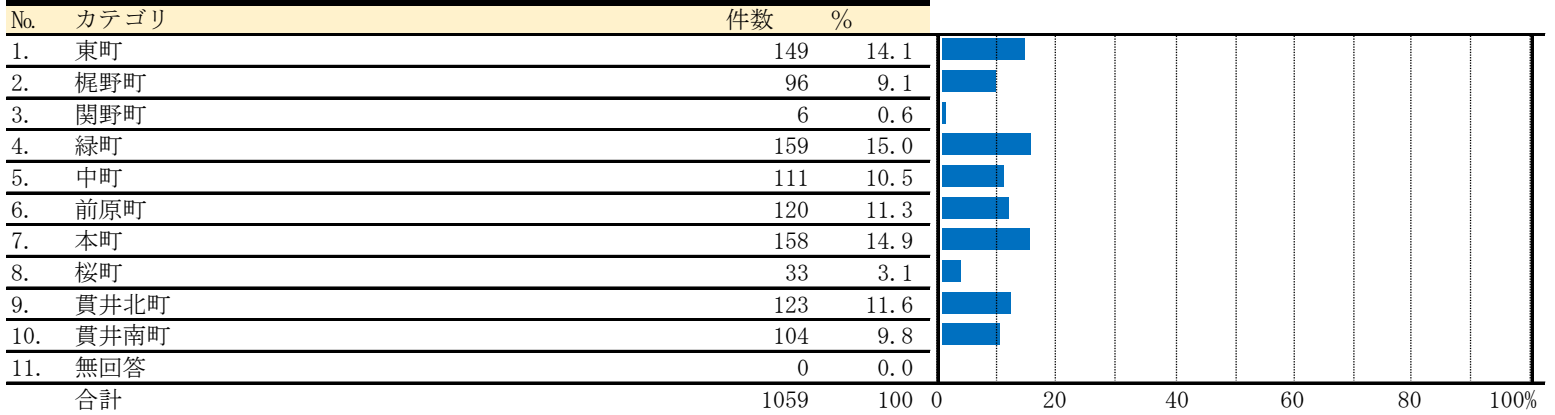 № カテゴリ 件数 %
1. 東町 149 14.1
2. 梶野町 96 9.1
3. 関野町 6 0.6
4. 緑町 159 15.0
5. 中町 111 10.5
6. 前原町 120 11.3
7. 本町 158 14.9
8. 桜町 33 3.1
9. 貫井北町 123 11.6
10. 貫井南町 104 9.8
11. 無回答 0 0.0
合計 1059 100 0 20 40 60 80 100%